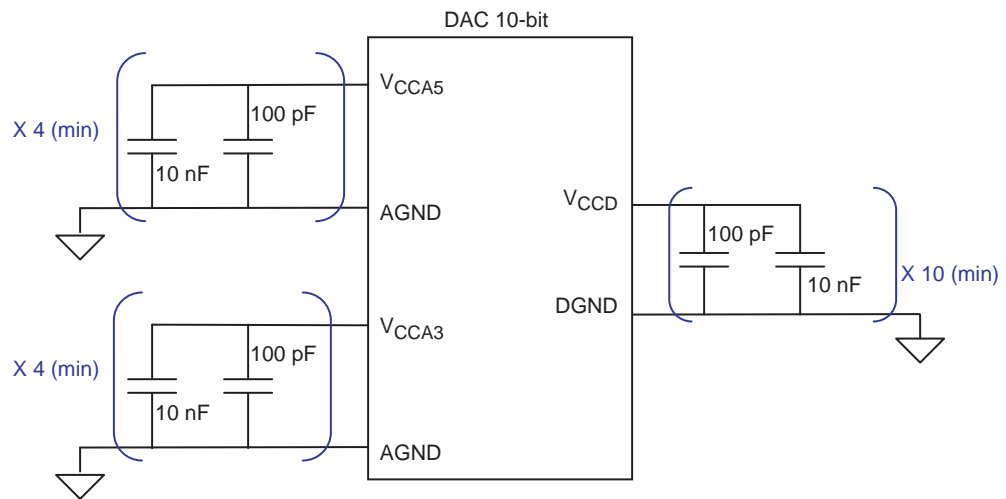 DAC 10-bit
X 4 (min)
10 nF
100 pF
VCCA5
AGND
X 4 (min)
10 nF
100 pF
VCCA3
AGND
VCCD
DGND
100 pF
10 nF
X 10 (min)